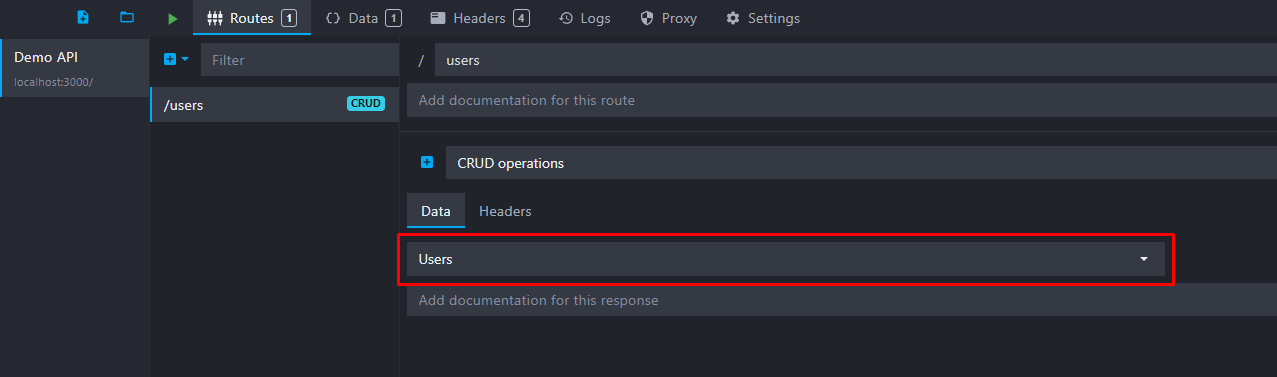 Routes 1 Data 1 Headers 4 Logs Proxy Settings
Demo API
localhost:3000/
Filter
/users CRUD
/ users
Add documentation for this route
CRUD operations
Data Headers
Users
Add documentation for this response